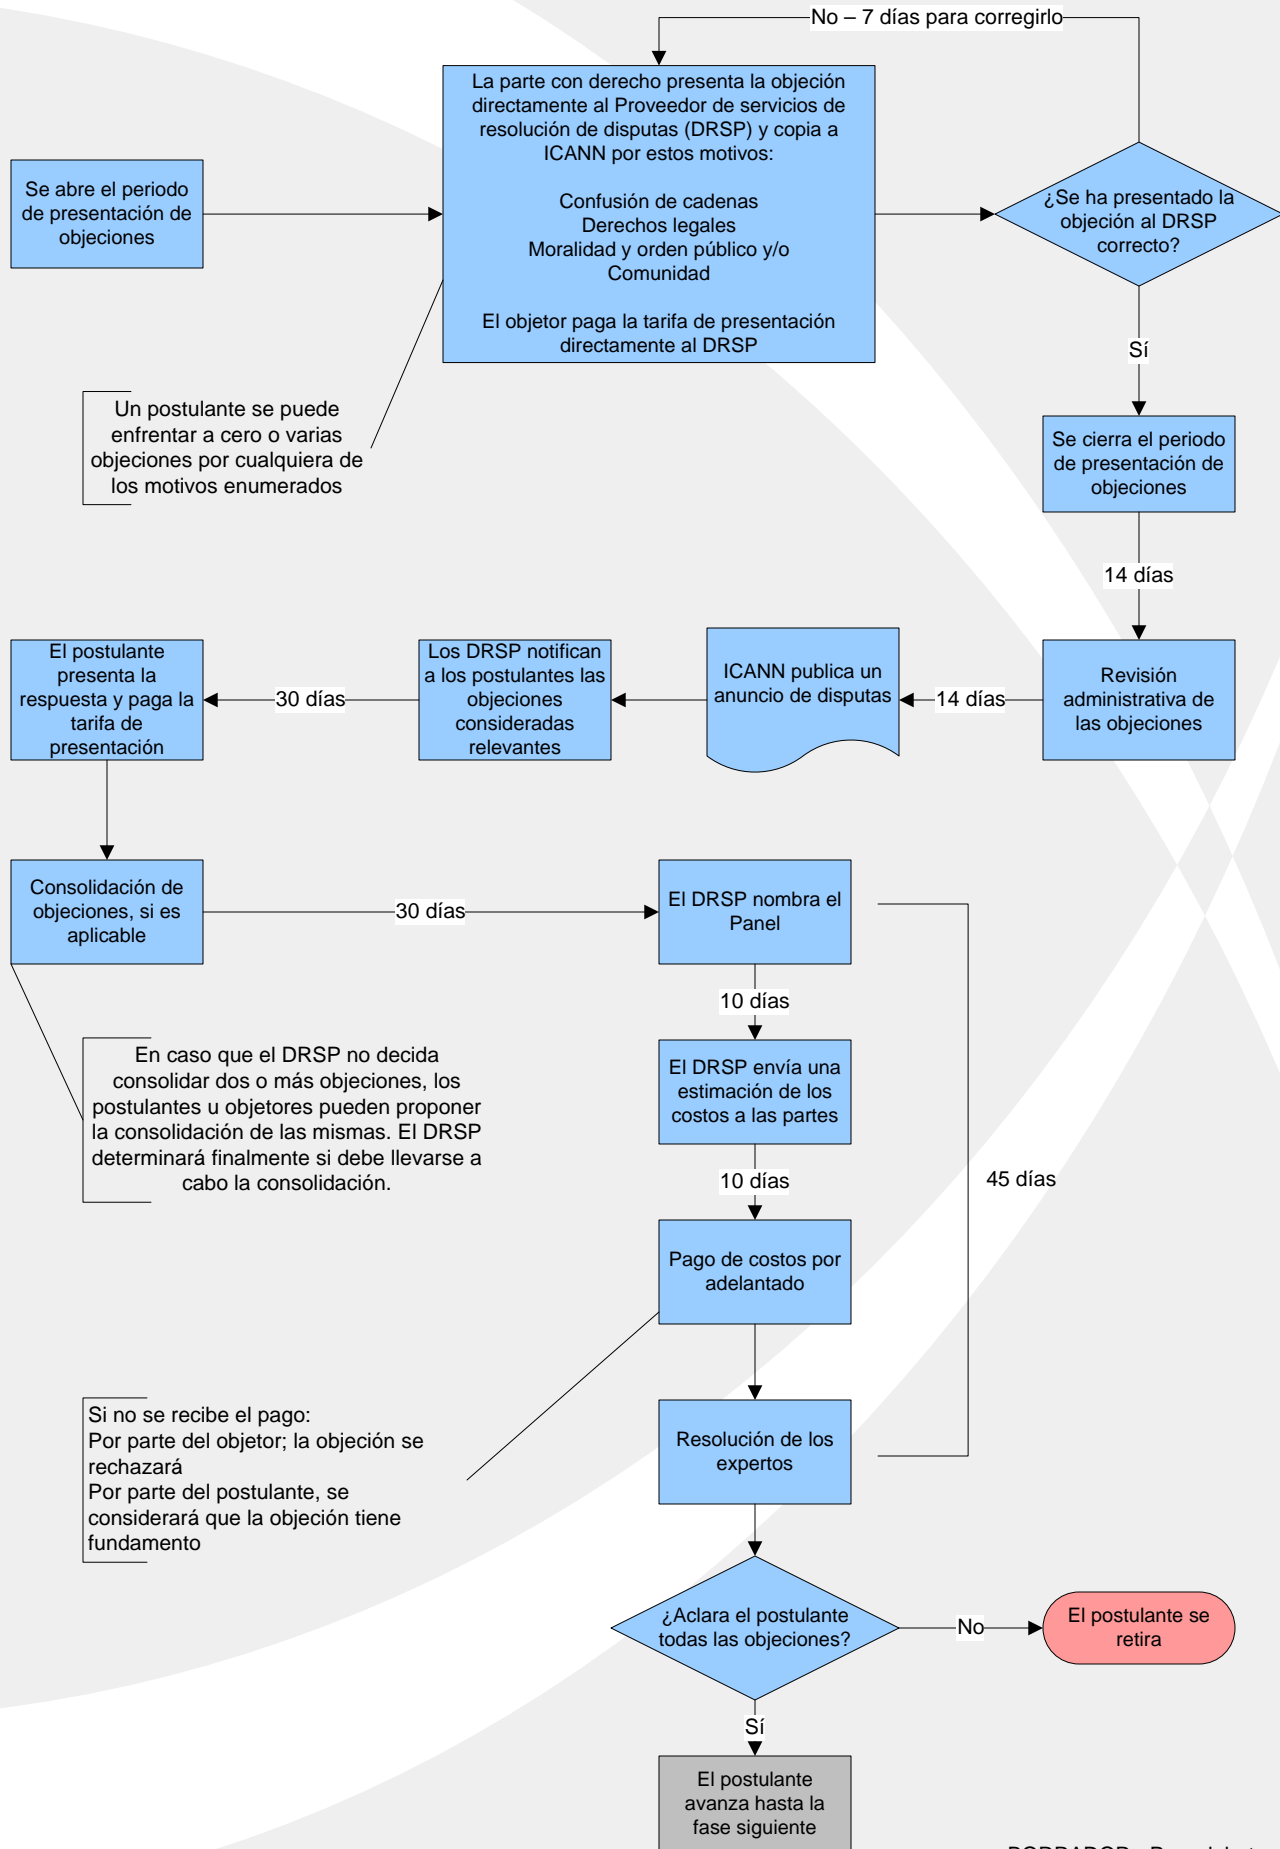 No – 7 días para corregirlo
La parte con derecho presenta la objeción
directamente al Proveedor de servicios de
resolución de disputas (DRSP) y copia a
ICANN por estos motivos:
Confusión de cadenas
Derechos legales
Moralidad y orden público y/o
Comunidad
El objetor paga la tarifa de presentación
directamente al DRSP
Se abre el periodo
de presentación de
objeciones
¿Se ha presentado la
objeción al DRSP
correcto?
Sí
Un postulante se puede
enfrentar a cero o varias
objeciones por cualquiera de
los motivos enumerados
Se cierra el periodo
de presentación de
objeciones
14 días
Revisión
administrativa de
las objeciones
14 días
ICANN publica un
anuncio de disputas
Los DRSP notifican
a los postulantes las
objeciones
consideradas
relevantes
30 días
El postulante
presenta la
respuesta y paga la
tarifa de
presentación
Consolidación de
objeciones, si es
aplicable
30 días
El DRSP nombra el
Panel
10 días
En caso que el DRSP no decida
consolidar dos o más objeciones, los
postulantes u objetores pueden proponer
la consolidación de las mismas. El DRSP
determinará finalmente si debe llevarse a
cabo la consolidación.
El DRSP envía una
estimación de los
costos a las partes
10 días
45 días
Pago de costos por
adelantado
Si no se recibe el pago:
Por parte del objetor; la objeción se
rechazará
Por parte del postulante, se
considerará que la objeción tiene
fundamento
Resolución de los
expertos
¿Aclara el postulante
todas las objeciones?
No
El postulante se
retira
Sí
El postulante
avanza hasta la
fase siguiente